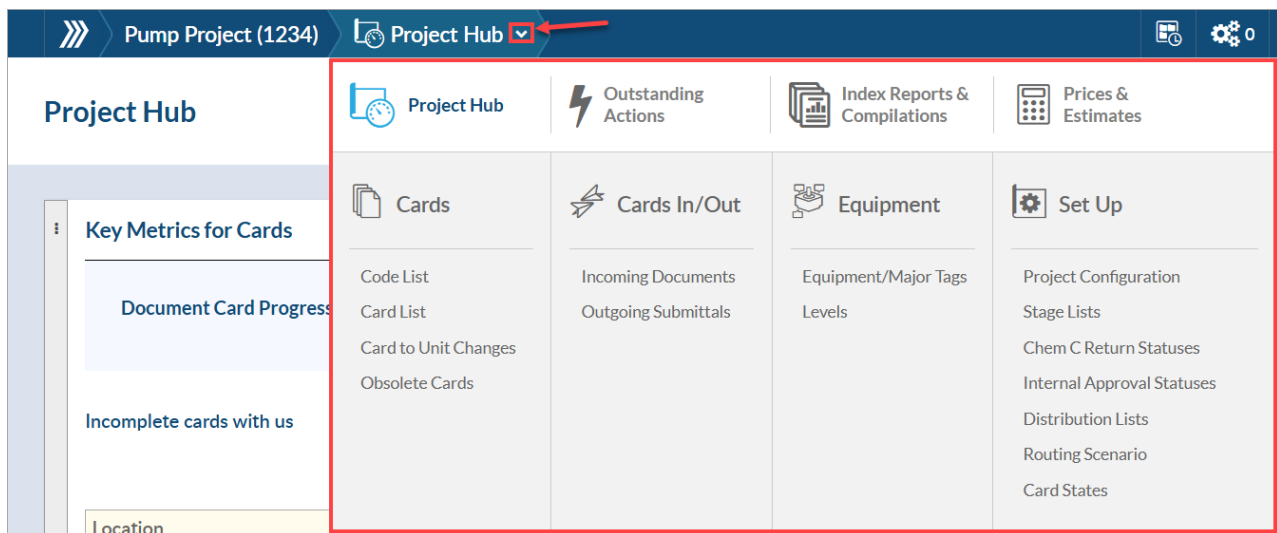 Pump Project (1234)
Project Hub
0
Project Hub
Project Hub
Outstanding
Actions
Index Reports &
Compilations
Prices &
Estimates
Key Metrics for Cards
Document Card Progress
Incomplete cards with us
Location
Cards
Code List
Card List
Card to Unit Changes
Obsolete Cards
Cards In/Out
Incoming Documents
Outgoing Submittals
Equipment
Equipment/Major Tags
Levels
Set Up
Project Configuration
Stage Lists
Chem C Return Statuses
Internal Approval Statuses
Distribution Lists
Routing Scenario
Card States